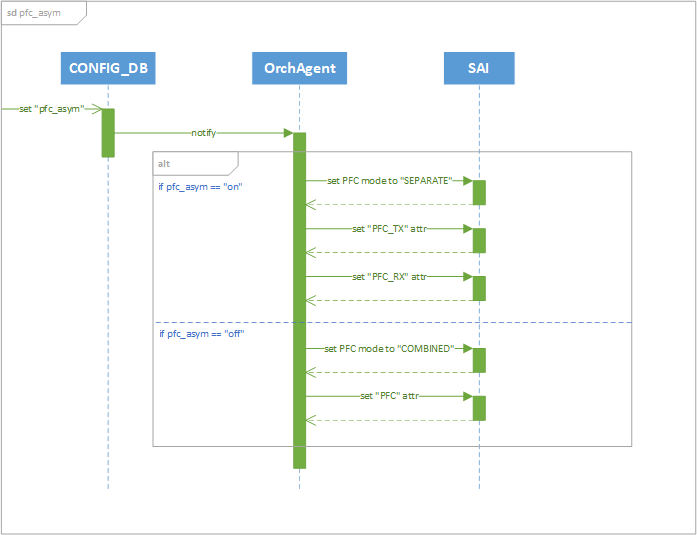 sd pfc_asym
CONFIG_DB
OrchAgent
SAI
set "pfc_asym"
notify
alt
set PFC mode to "SEPARATE"
if pfc_asym == "on"
set "PFC_TX" attr
set "PFC_RX" attr
if pfc_asym == "off"
set PFC mode to "COMBINED"
set "PFC" attr